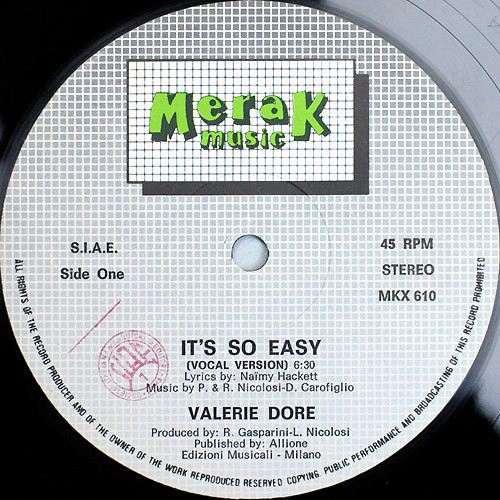 MeraK
music
S.I.A.E.
Side One
45 RPM
STEREO
MKX 610
IT'S SO EASY
(VOCAL VERSION) 6:30
Lyrics by: Naïmy Hackett
Music by P. & R. Nicolosi-D. Carofiglio
VALERIE DORE
Produced by: R. Gasparini-L. Nicolosi
Published by: Allione
Edizioni Musicali - Milano
ALL RIGHTS OF THE RECORD PRODUCER AND OF THE OWNER OF THE WORK REPRODUCED RESERVED COPYING, PUBLIC PERFORMANCE AND BROADCASTING OF THIS RECORD PROHIBITED